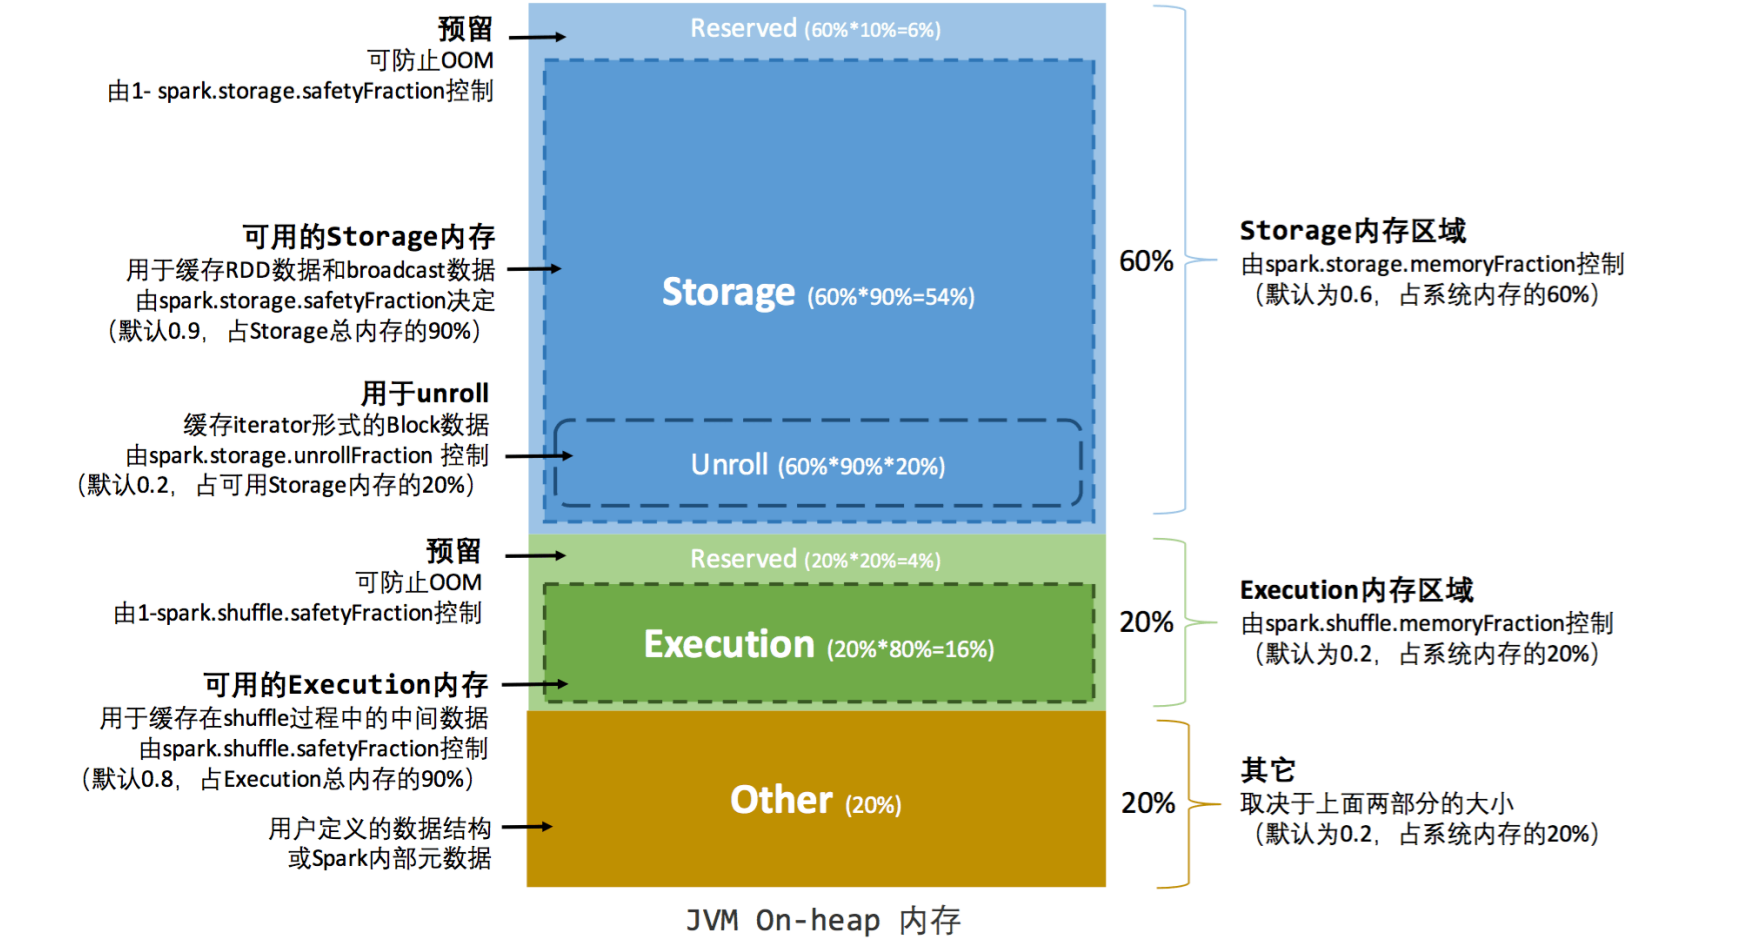 预留
可防止OOM
由1- spark.storage.safetyFraction控制
可用的Storage内存
用于缓存RDD数据和broadcast数据
由spark.storage.safetyFraction决定
（默认0.9，占Storage总内存的90%）
用于unroll
缓存iterator形式的Block数据
由spark.storage.unrollFraction 控制
（默认0.2，占可用Storage内存的20%）
预留
可防止OOM
由1-spark.shuffle.safetyFraction控制
可用的Execution内存
用于缓存在shuffle过程中的中间数据
由spark.shuffle.safetyFraction控制
（默认0.8，占Execution总内存的90%）
用户定义的数据结构
或Spark内部元数据
Reserved (60%*10%=6%)
Storage (60%*90%=54%)
Unroll (60%*90%*20%)
Reserved (20%*20%=4%)
Execution (20%*80%=16%)
Other (20%)
JVM On-heap 内存
60%
Storage内存区域
由spark.storage.memoryFraction控制
（默认为0.6，占系统内存的60%）
20%
Execution内存区域
由spark.shuffle.memoryFraction控制
（默认为0.2，占系统内存的20%）
20%
其它
取决于上面两部分的大小
（默认为0.2，占系统内存的20%）